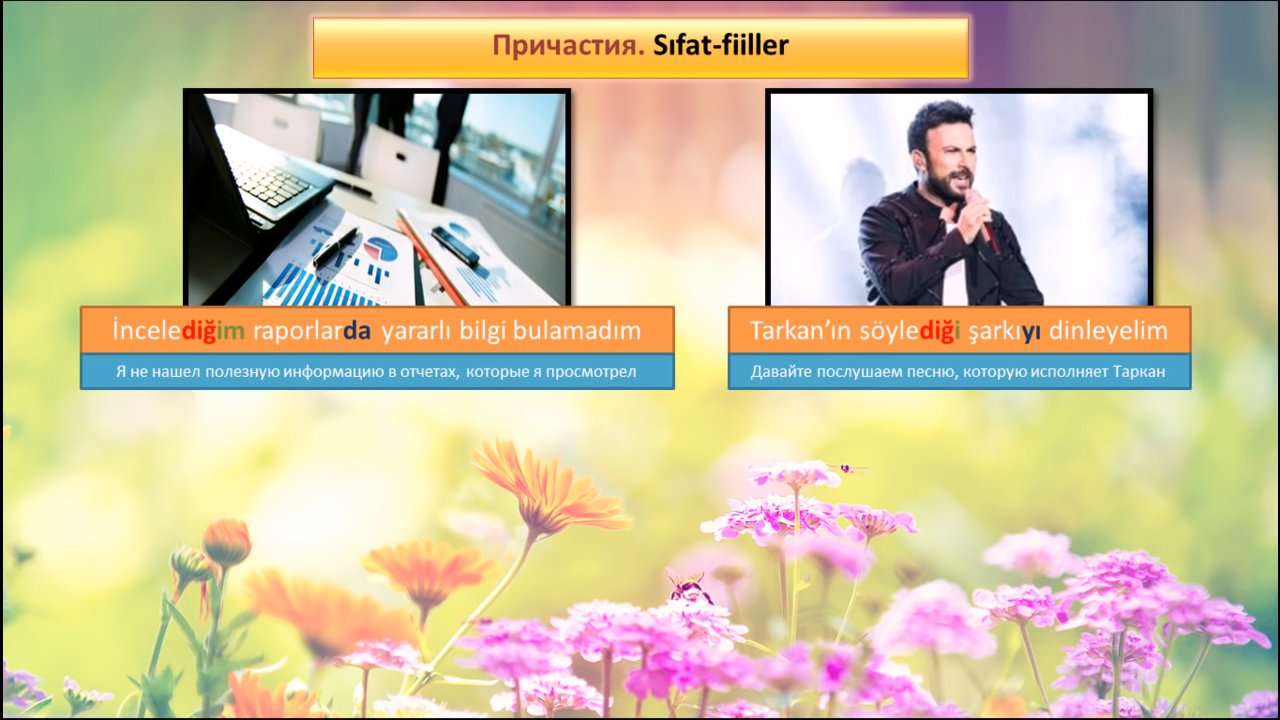 Причастия. Sıfat-fiiller
İncelediğim raporlarda yararlı bilgi bulamadım
Я не нашел полезную информацию в отчетах, которые я просмотрел
Tarkan’ın söylediği şarkıyı dinleyelim
Давайте послушаем песню, которую исполняет Таркан